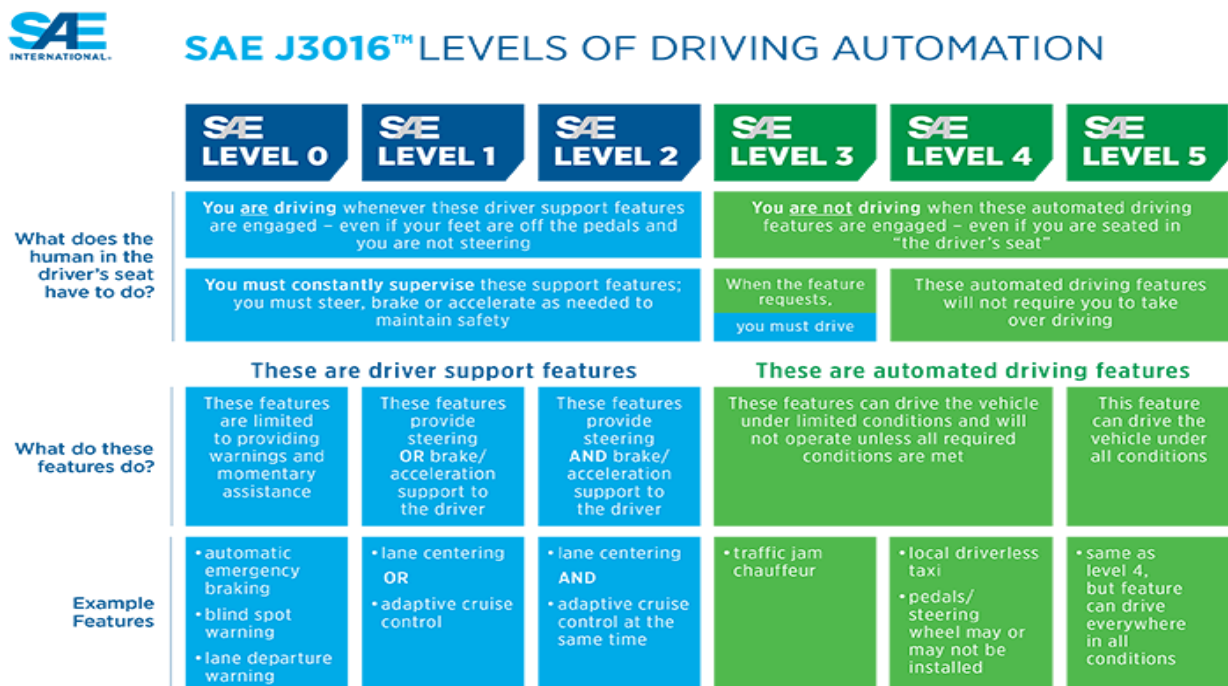 SAE
INTERNATIONAL®
SAE J3016™ LEVELS OF DRIVING AUTOMATION
SAE
LEVEL 0
SAE
LEVEL 1
SAE
LEVEL 2
SAE
LEVEL 3
SAE
LEVEL 4
SAE
LEVEL 5
What does the
human in the
driver's seat
have to do?
You are driving whenever these driver support features
are engaged – even if your feet are off the pedals and
you are not steering
You are not driving when these automated driving
features are engaged – even if you are seated in
"the driver's seat"
You must constantly supervise these support features;
you must steer, brake or accelerate as needed to
maintain safety
When the feature
requests,
you must drive
These automated driving features
will not require you to take
over driving
These are driver support features
These are automated driving features
What do these
features do?
These features
are limited
to providing
warnings and
momentary
assistance
These features
provide
steering
OR brake/
acceleration
support to
the driver
These features
provide
steering
AND brake/
acceleration
support to
the driver
These features can drive the vehicle
under limited conditions and will
not operate unless all required
conditions are met
This feature
can drive the
vehicle under
all conditions
Example
Features
• automatic
emergency
braking
• blind spot
warning
• lane departure
warning
• lane centering
OR
• adaptive cruise
control
• lane centering
AND
• adaptive cruise
control at the
same time
• traffic jam
chauffeur
• local driverless
taxi
• pedals/
steering
wheel may or
may not be
installed
• same as
level 4,
but feature
can drive
everywhere
in all
conditions